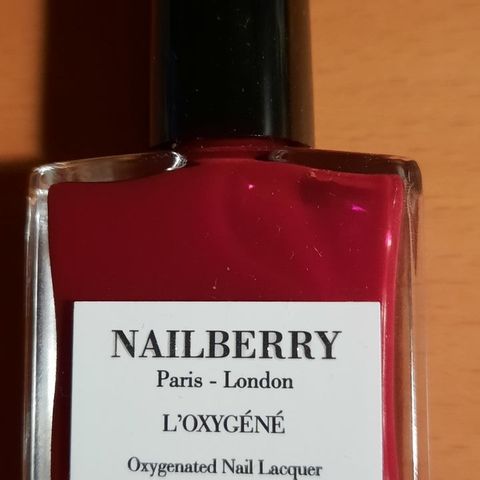 NAILBERRY
Paris - London
L'OXYGÉNÉ
Oxygenated Nail Lacquer